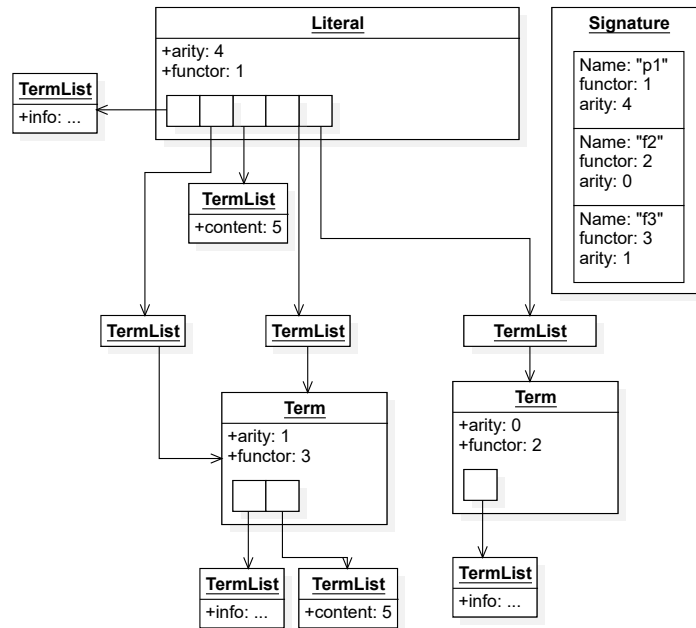 Literal
+arity: 4
+functor: 1
Signature
Name: "p1"
functor: 1
arity: 4
Name: "f2"
functor: 2
arity: 0
Name: "f3"
functor: 3
arity: 1
TermList
+info: ...
TermList
+content: 5
TermList
TermList
TermList
Term
+arity: 1
+functor: 3
Term
+arity: 0
+functor: 2
TermList
+info: ...
TermList
+content: 5
TermList
+info: ...